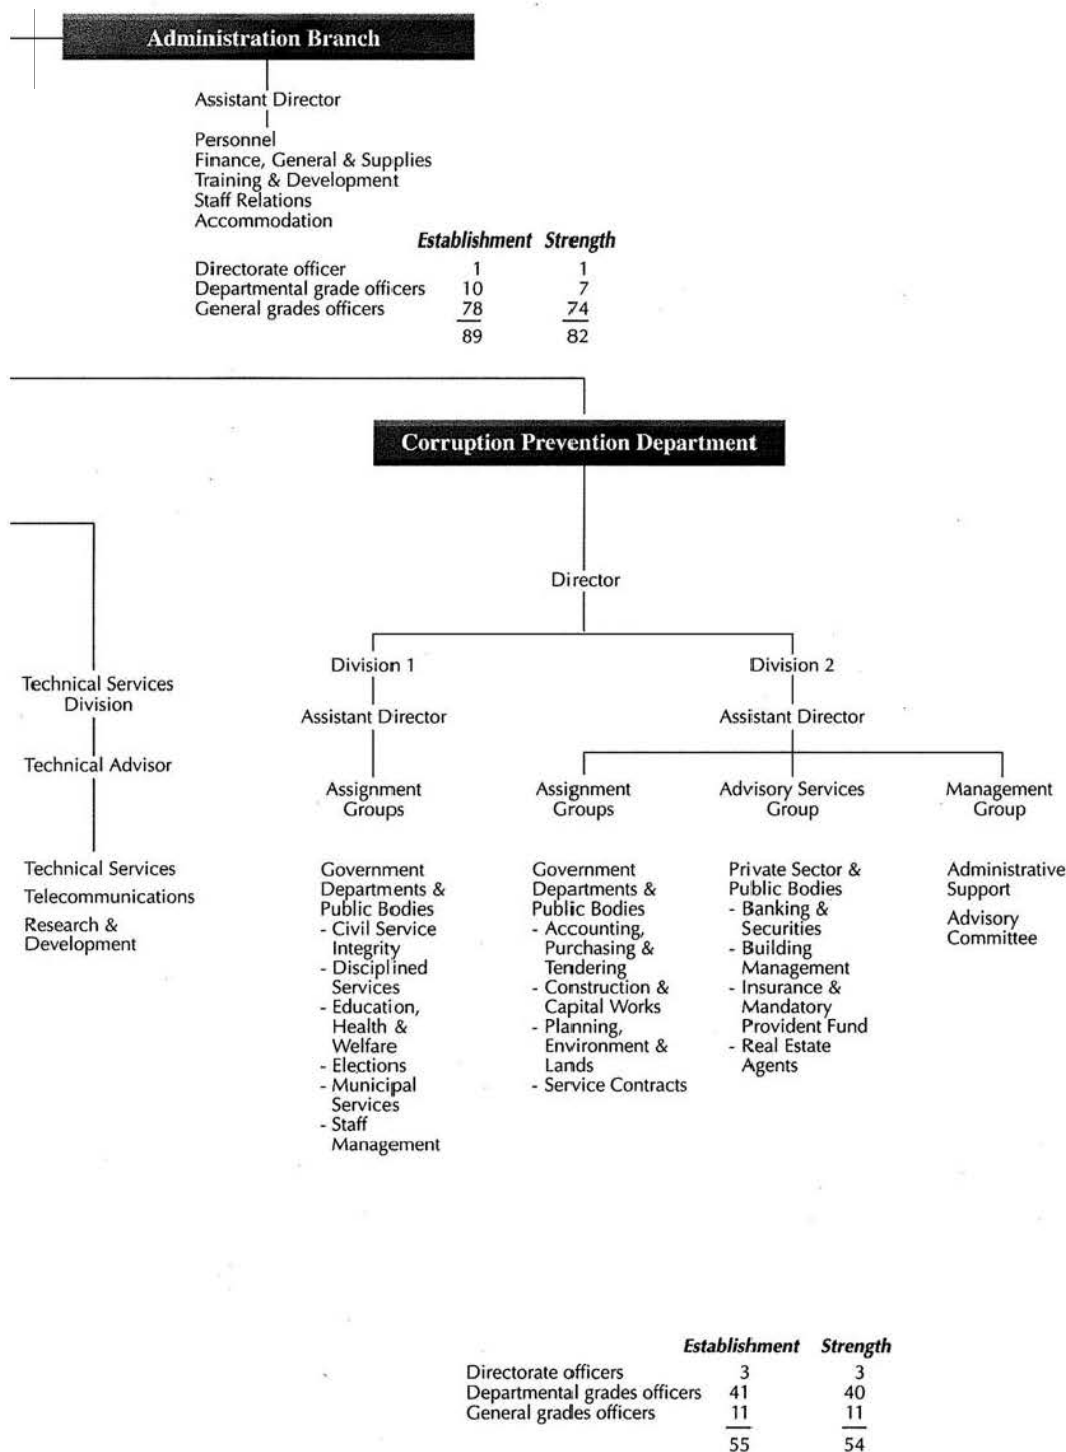 Administration Branch
Assistant Director
Personnel
Finance, General & Supplies
Training & Development
Staff Relations
Accommodation
Establishment Strength
Directorate officer 1 1
Departmental grade officers 10 7
General grades officers 78 74
89 82
Corruption Prevention Department
Director
Technical Services
Division
Technical Advisor
Technical Services
Telecommunications
Research &
Development
Division 1
Assistant Director
Assignment
Groups
Government
Departments &
Public Bodies
- Civil Service
Integrity
- Disciplined
Services
- Education,
Health &
Welfare
- Elections
- Municipal
Services
- Staff
Management
Division 2
Assistant Director
Assignment
Groups
Government
Departments &
Public Bodies
- Accounting,
Purchasing &
Tendering
- Construction &
Capital Works
- Planning,
Environment &
Lands
- Service Contracts
Advisory Services
Group
Private Sector &
Public Bodies
- Banking &
Securities
- Building
Management
- Insurance &
Mandatory
Provident Fund
- Real Estate
Agents
Management
Group
Administrative
Support
Advisory
Committee
Establishment Strength
Directorate officers 3 3
Departmental grades officers 41 40
General grades officers 11 11
55 54